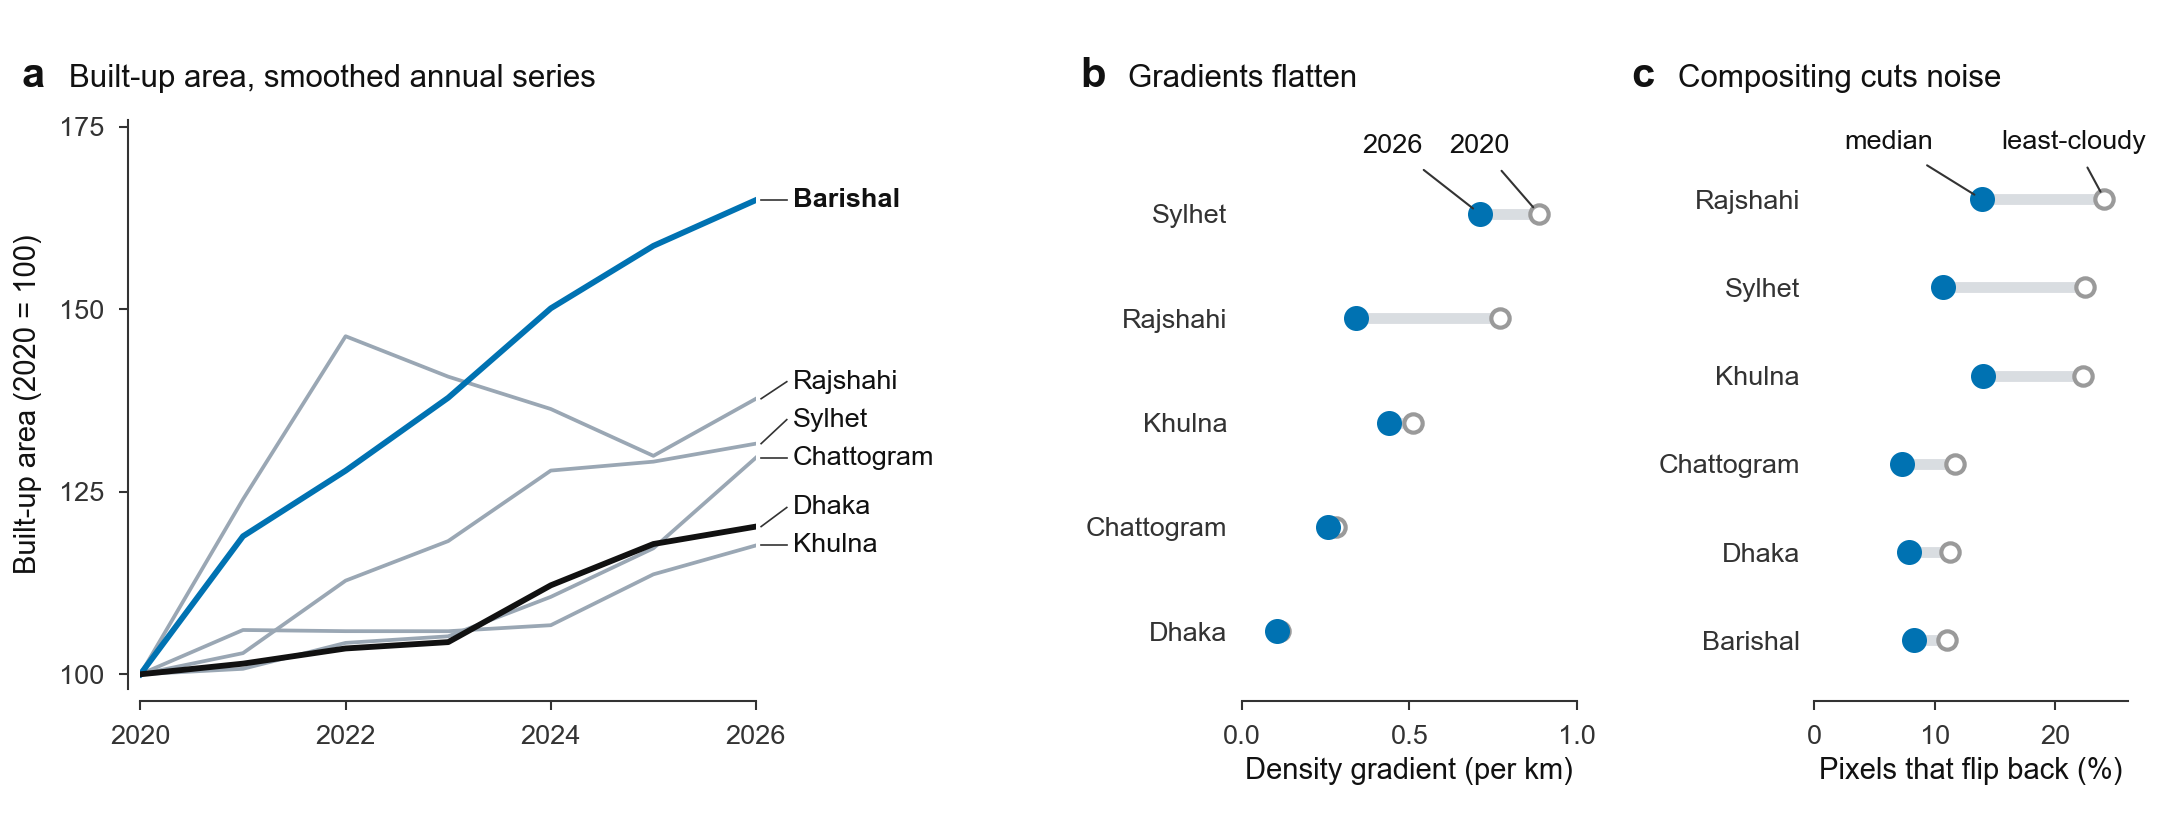 a Built-up area, smoothed annual series
Built-up area (2020 = 100)
175
150
125
100
2020 2022 2024 2026
Barishal
Rajshahi
Sylhet
Chattogram
Dhaka
Khulna
b Gradients flatten
2026 2020
Sylhet
Rajshahi
Khulna
Chattogram
Dhaka
0.0 0.5 1.0
Density gradient (per km)
c Compositing cuts noise
median least-cloudy
Rajshahi
Sylhet
Khulna
Chattogram
Dhaka
Barishal
0 10 20
Pixels that flip back (%)